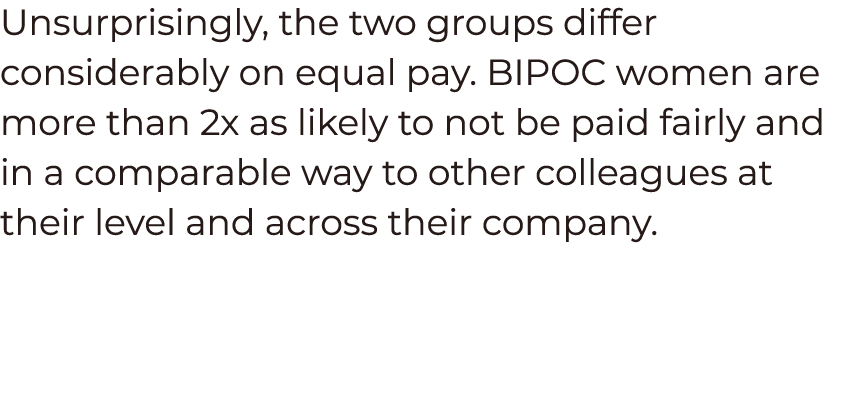 Unsurprisingly, the two groups differ
considerably on equal pay. BIPOC women are
more than 2x as likely to not be paid fairly and
in a comparable way to other colleagues at
their level and across their company.